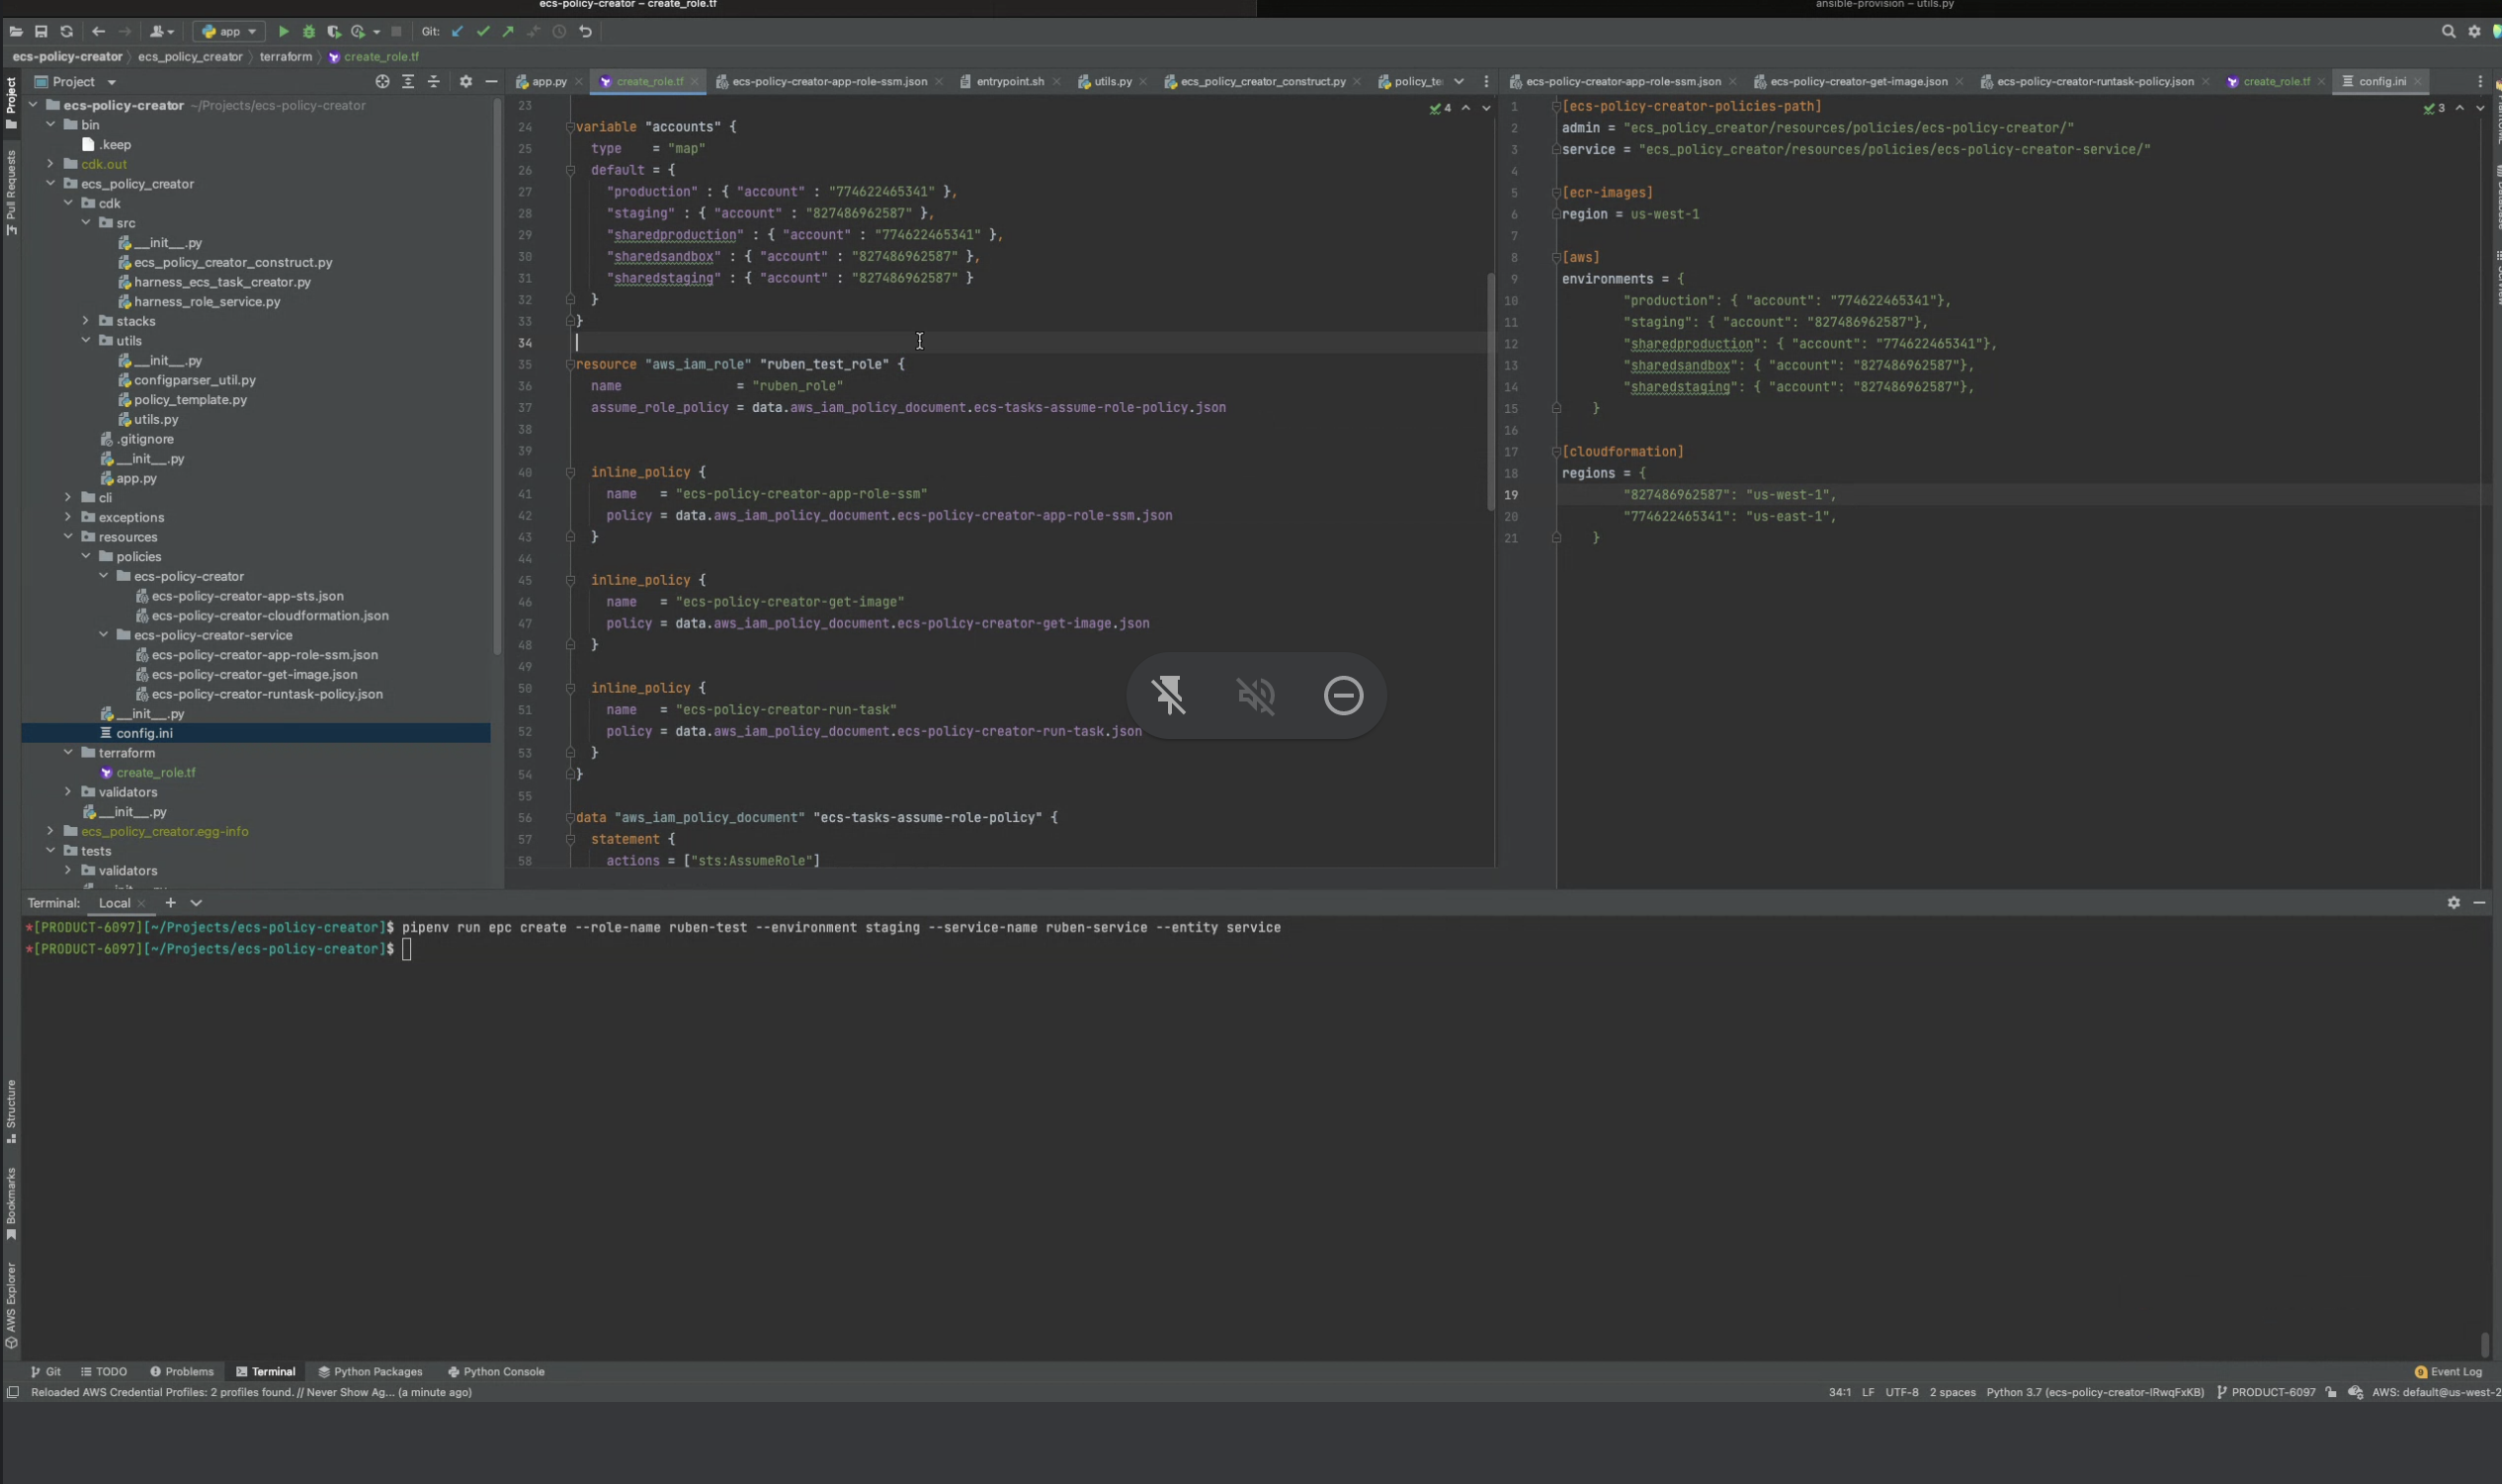 ecs-policy-creator – create_role.tf
ansible-provision – utils.py
app
Git:
ecs-policy-creator
ecs_policy_creator
terraform
create_role.tf
Project
Pull Requests
Structure
Bookmarks
AWS Explorer
Project
ecs-policy-creator ~/Projects/ecs-policy-creator
bin
.keep
cdk.out
ecs_policy_creator
cdk
src
__init__.py
ecs_policy_creator_construct.py
harness_ecs_task_creator.py
harness_role_service.py
stacks
utils
__init__.py
configparser_util.py
policy_template.py
utils.py
.gitignore
__init__.py
app.py
cli
exceptions
resources
policies
ecs-policy-creator
ecs-policy-creator-app-sts.json
ecs-policy-creator-cloudformation.json
ecs-policy-creator-service
ecs-policy-creator-app-role-ssm.json
ecs-policy-creator-get-image.json
ecs-policy-creator-runtask-policy.json
__init__.py
config.ini
terraform
create_role.tf
validators
__init__.py
ecs_policy_creator.egg-info
tests
validators
app.py
create_role.tf
ecs-policy-creator-app-role-ssm.json
entrypoint.sh
utils.py
ecs_policy_creator_construct.py
policy_te
4
23
24 variable "accounts" {
25 type = "map"
26 default = {
27 "production" : { "account" : "774622465341" },
28 "staging" : { "account" : "827486962587" },
29 "sharedproduction" : { "account" : "774622465341" },
30 "sharedsandbox" : { "account" : "827486962587" },
31 "sharedstaging" : { "account" : "827486962587" }
32 }
33 }
34
35 resource "aws_iam_role" "ruben_test_role" {
36 name = "ruben_role"
37 assume_role_policy = data.aws_iam_policy_document.ecs-tasks-assume-role-policy.json
38
39
40 inline_policy {
41 name = "ecs-policy-creator-app-role-ssm"
42 policy = data.aws_iam_policy_document.ecs-policy-creator-app-role-ssm.json
43 }
44
45 inline_policy {
46 name = "ecs-policy-creator-get-image"
47 policy = data.aws_iam_policy_document.ecs-policy-creator-get-image.json
48 }
49
50 inline_policy {
51 name = "ecs-policy-creator-run-task"
52 policy = data.aws_iam_policy_document.ecs-policy-creator-run-task.json
53 }
54 }
55
56 data "aws_iam_policy_document" "ecs-tasks-assume-role-policy" {
57 statement {
58 actions = ["sts:AssumeRole"]
ecs-policy-creator-app-role-ssm.json
ecs-policy-creator-get-image.json
ecs-policy-creator-runtask-policy.json
create_role.tf
config.ini
3
1 [ecs-policy-creator-policies-path]
2 admin = "ecs_policy_creator/resources/policies/ecs-policy-creator/"
3 service = "ecs_policy_creator/resources/policies/ecs-policy-creator-service/"
4
5 [ecr-images]
6 region = us-west-1
7
8 [aws]
9 environments = {
10 "production": { "account": "774622465341"},
11 "staging": { "account": "827486962587"},
12 "sharedproduction": { "account": "774622465341"},
13 "sharedsandbox": { "account": "827486962587"},
14 "sharedstaging": { "account": "827486962587"},
15 }
16
17 [cloudformation]
18 regions = {
19 "827486962587": "us-west-1",
20 "774622465341": "us-east-1",
21 }
Terminal: Local
*[PRODUCT-6097][~/Projects/ecs-policy-creator]$ pipenv run epc create --role-name ruben-test --environment staging --service-name ruben-service --entity service
*[PRODUCT-6097][~/Projects/ecs-policy-creator]$
Git
TODO
Problems
Terminal
Python Packages
Python Console
Event Log
Reloaded AWS Credential Profiles: 2 profiles found. // Never Show Ag... (a minute ago)
34:1 LF UTF-8 2 spaces Python 3.7 (ecs-policy-creator-lRwqFxKB) PRODUCT-6097 AWS: default@us-west-2